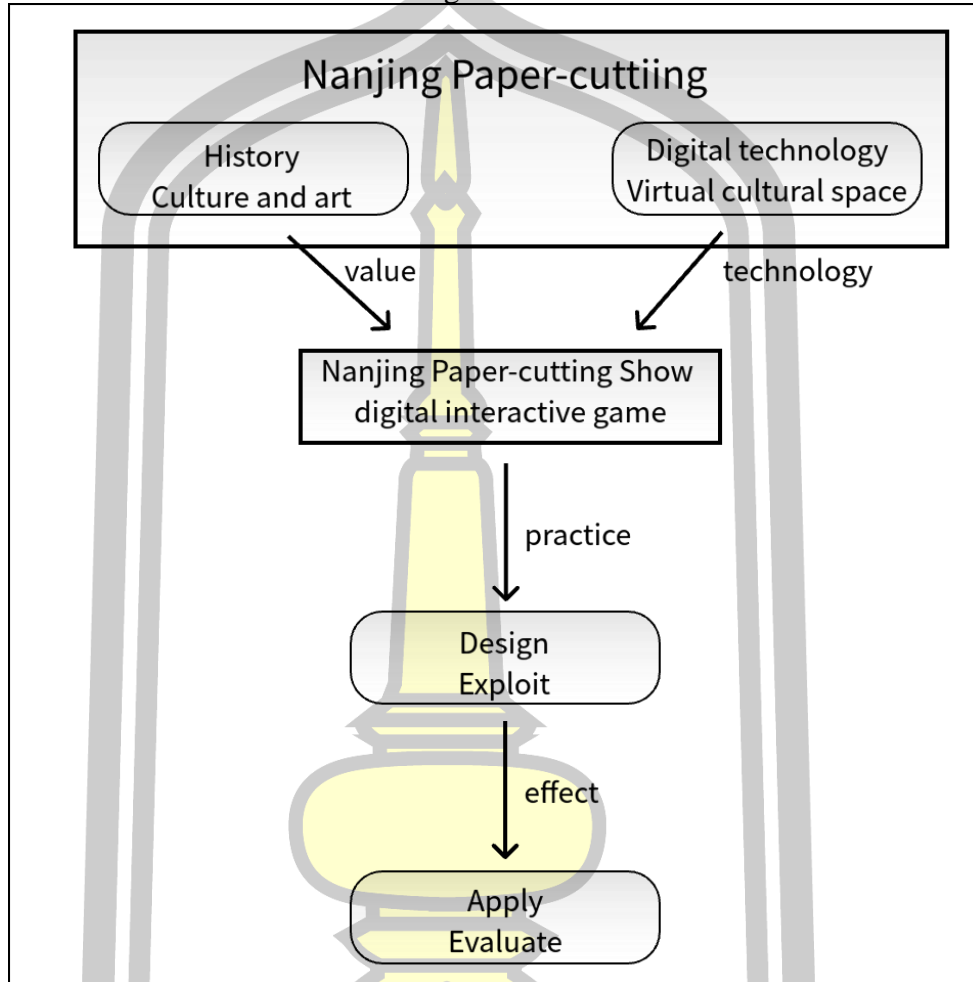 Nanjing Paper-cuttiing
History
Culture and art
Digital technology
Virtual cultural space
value
technology
Nanjing Paper-cutting Show
digital interactive game
practice
Design
Exploit
effect
Apply
Evaluate